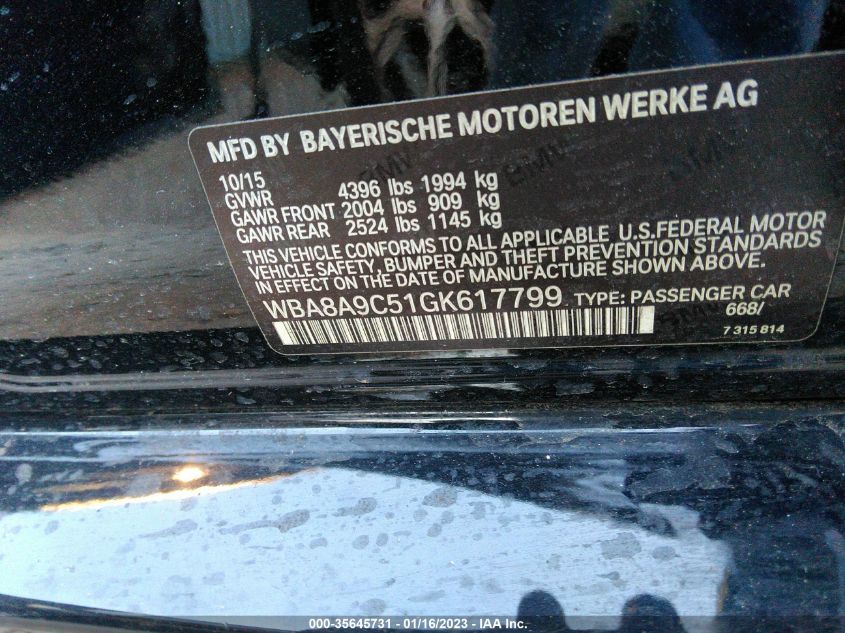 MFD BY BAYERISCHE MOTOREN WERKE AG
10/15
GVWR 4396 lbs 1994 kg
GAWR FRONT 2004 lbs 909 kg
GAWR REAR 2524 lbs 1145 kg
THIS VEHICLE CONFORMS TO ALL APPLICABLE U.S.FEDERAL MOTOR
VEHICLE SAFETY, BUMPER AND THEFT PREVENTION STANDARDS
IN EFFECT ON THE DATE OF MANUFACTURE SHOWN ABOVE.
WBA8A9C51GK617799 TYPE: PASSENGER CAR
668/
7 315 814
000-35645731 - 01/16/2023 - IAA Inc.